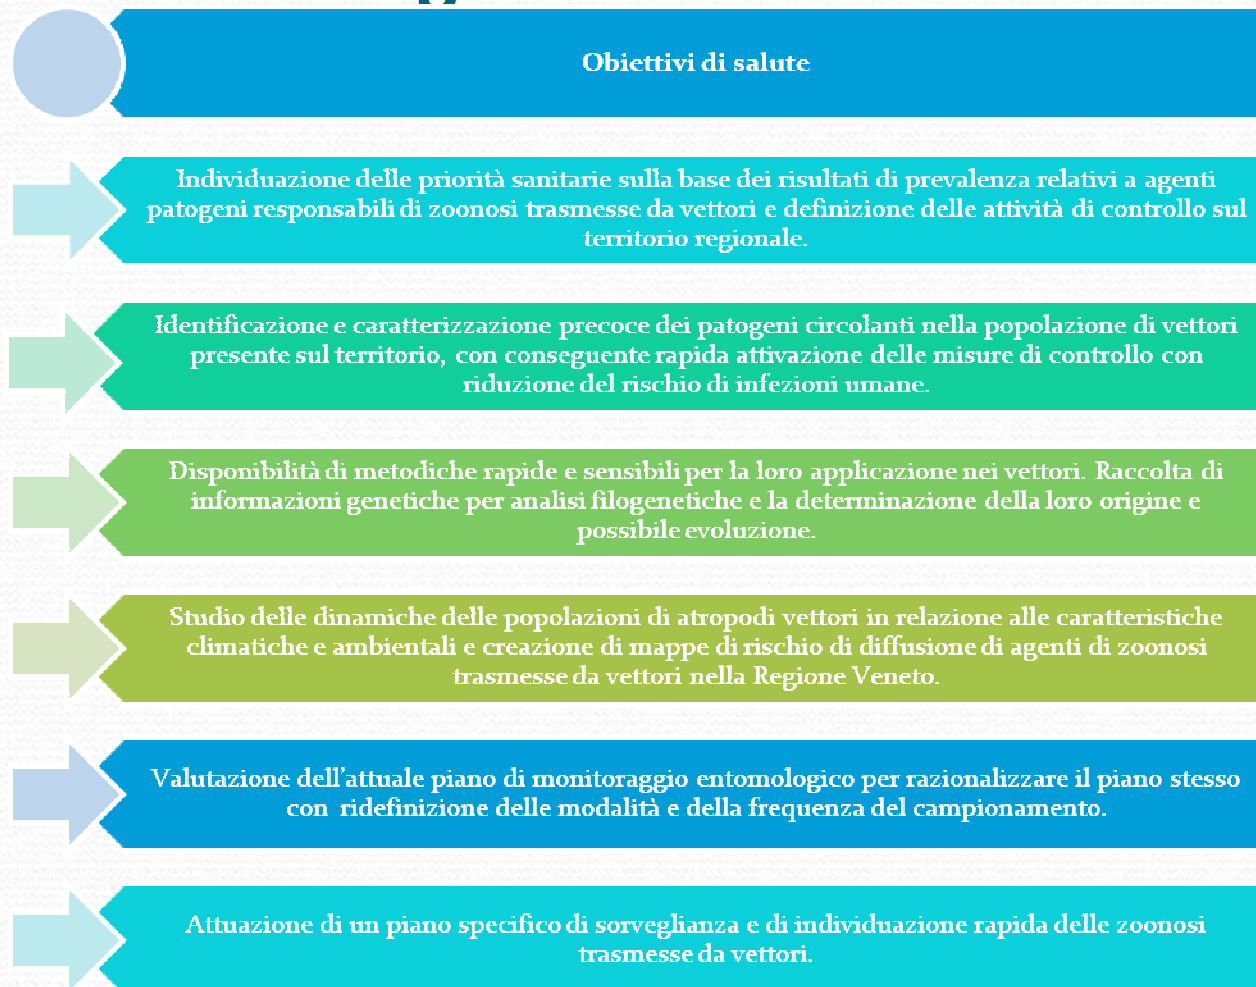 Obiettivi di salute
Individuazione delle priorità sanitarie sulla base dei risultati di prevalenza relativi a agenti
patogeni responsabili di zoonosi trasmesse da vettori e definizione delle attività di controllo sul
territorio regionale.
Identificazione e caratterizzazione precoce dei patogeni circolanti nella popolazione di vettori
presente sul territorio, con conseguente rapida attivazione delle misure di controllo con
riduzione del rischio di infezioni umane.
Disponibilità di metodiche rapide e sensibili per la loro applicazione nei vettori. Raccolta di
informazioni genetiche per analisi filogenetiche e la determinazione della loro origine e
possibile evoluzione.
Studio delle dinamiche delle popolazioni di atropodi vettori in relazione alle caratteristiche
climatiche e ambientali e creazione di mappe di rischio di diffusione di agenti di zoonosi
trasmesse da vettori nella Regione Veneto.
Valutazione dell’attuale piano di monitoraggio entomologico per razionalizzare il piano stesso
con ridefinizione delle modalità e della frequenza del campionamento.
Attuazione di un piano specifico di sorveglianza e di individuazione rapida delle zoonosi
trasmesse da vettori.